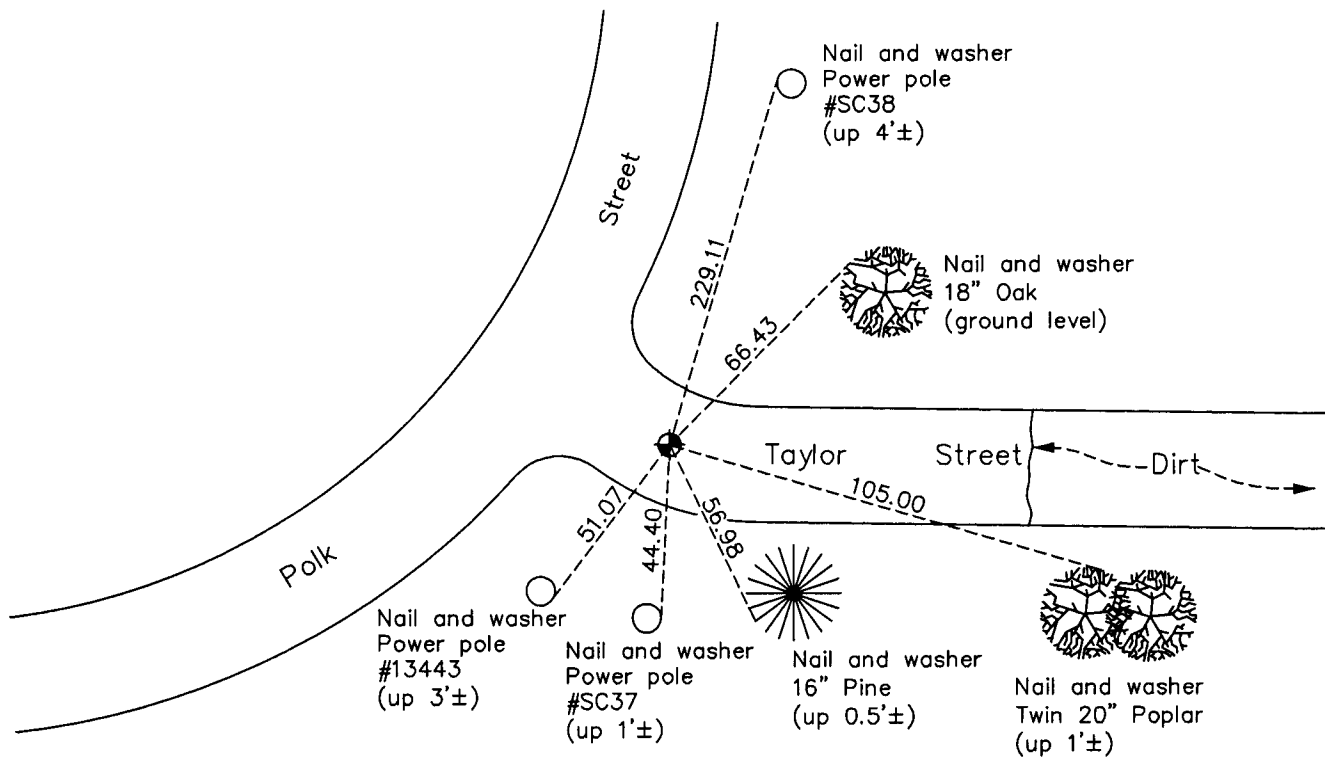 Nail and washer
Power pole
#SC38
(up 4'±)
Street
229.11
Nail and washer
18" Oak
(ground level)
66.43
Taylor Street
Dirt
105.00
51.07
44.40
56.98
Polk
Nail and washer
Power pole
#13443
(up 3'±)
Nail and washer
Power pole
#SC37
(up 1'±)
Nail and washer
16" Pine
(up 0.5'±)
Nail and washer
Twin 20" Poplar
(up 1'±)